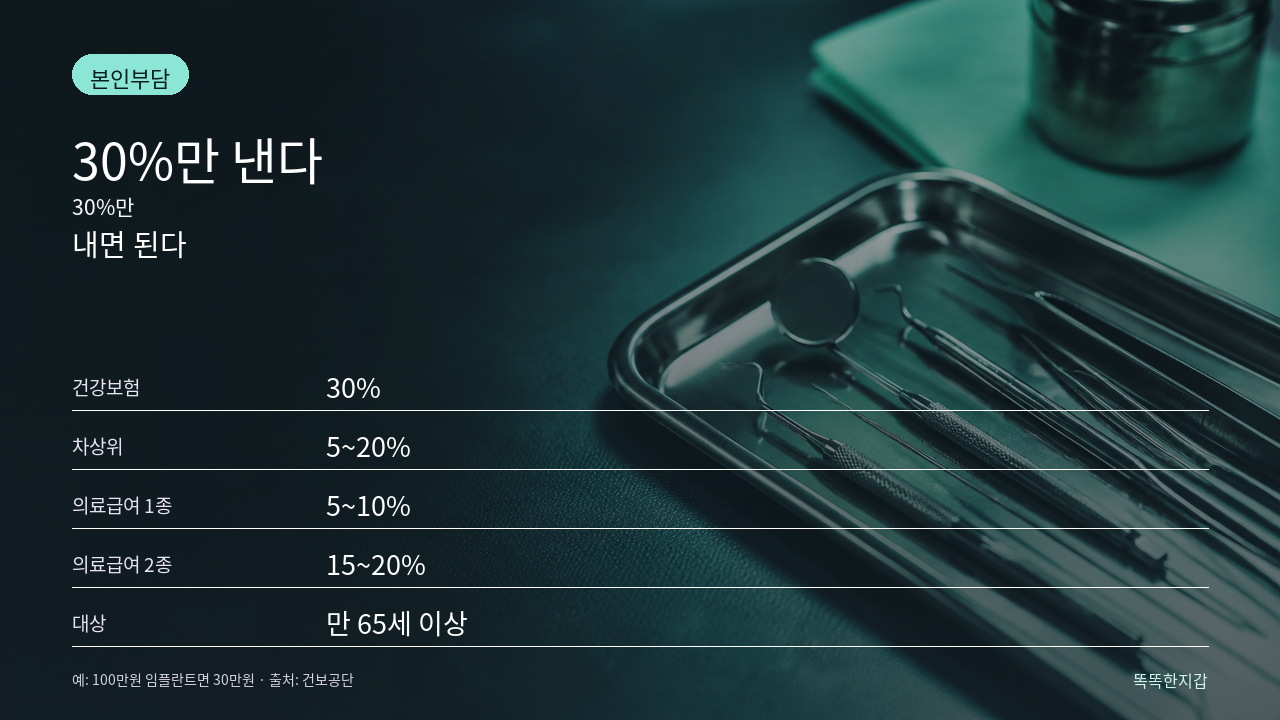 본인부담
30%만 낸다
30%만
내면 된다
건강보험 30%
차상위 5~20%
의료급여 1종 5~10%
의료급여 2종 15~20%
대상 만 65세 이상
예: 100만원 임플란트면 30만원 · 출처: 건보공단
똑똑한지갑